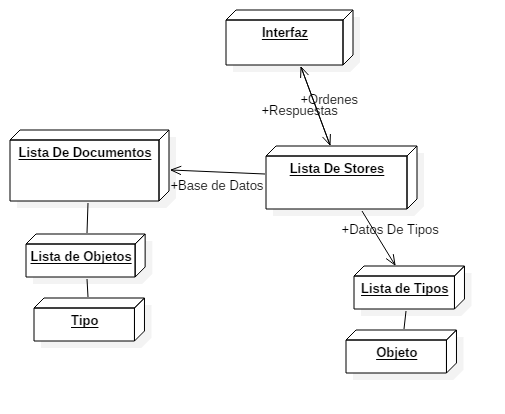 Interfaz
+Ordenes
+Respuestas
Lista De Documentos
Lista De Stores
+Base de Datos
+Datos De Tipos
Lista de Objetos
Lista de Tipos
Tipo
Objeto